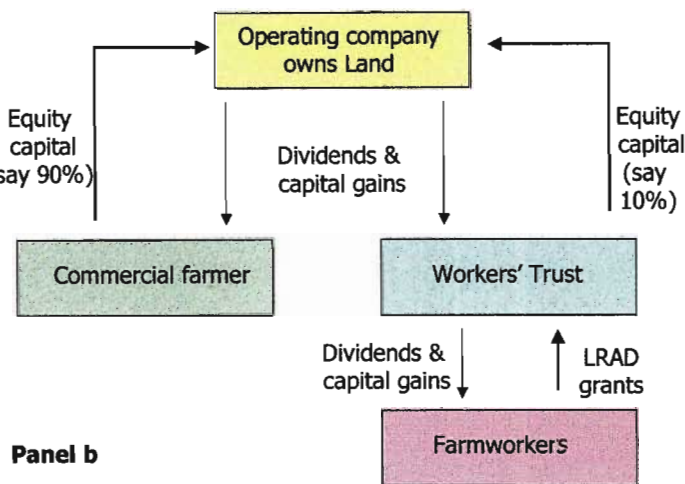 Operating company
owns Land
Equity
capital
(say 90%)
Dividends &
capital gains
Equity
capital
(say
10%)
Commercial farmer
Workers' Trust
Dividends &
capital gains
LRAD
grants
Farmworkers
Panel b